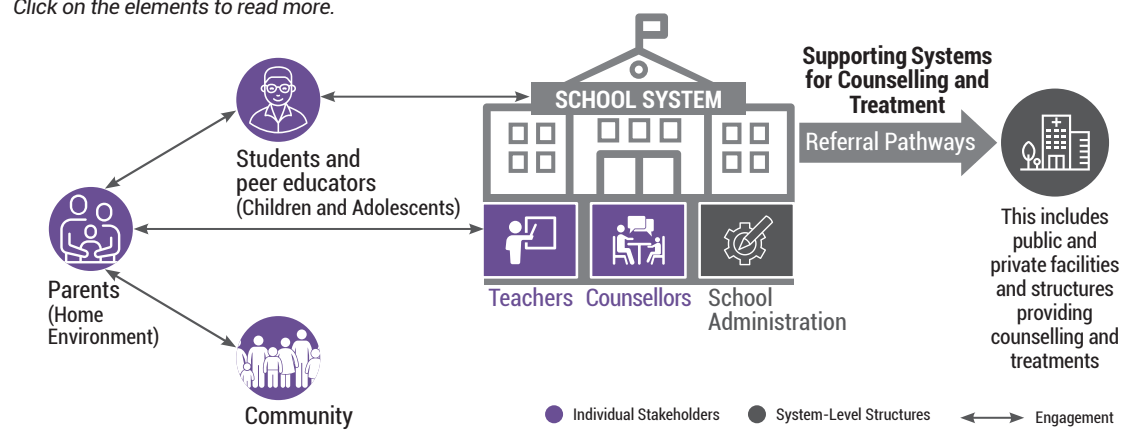 Click on the elements to read more.
Supporting Systems
for Counselling and
Treatment
SCHOOL SYSTEM
Referral Pathways
Students and
peer educators
(Children and Adolescents)
This includes
public and
private facilities
and structures
providing
counselling and
treatments
Parents
(Home
Environment)
Teachers
Counsellors
School
Administration
Community
Individual Stakeholders
System-Level Structures
Engagement